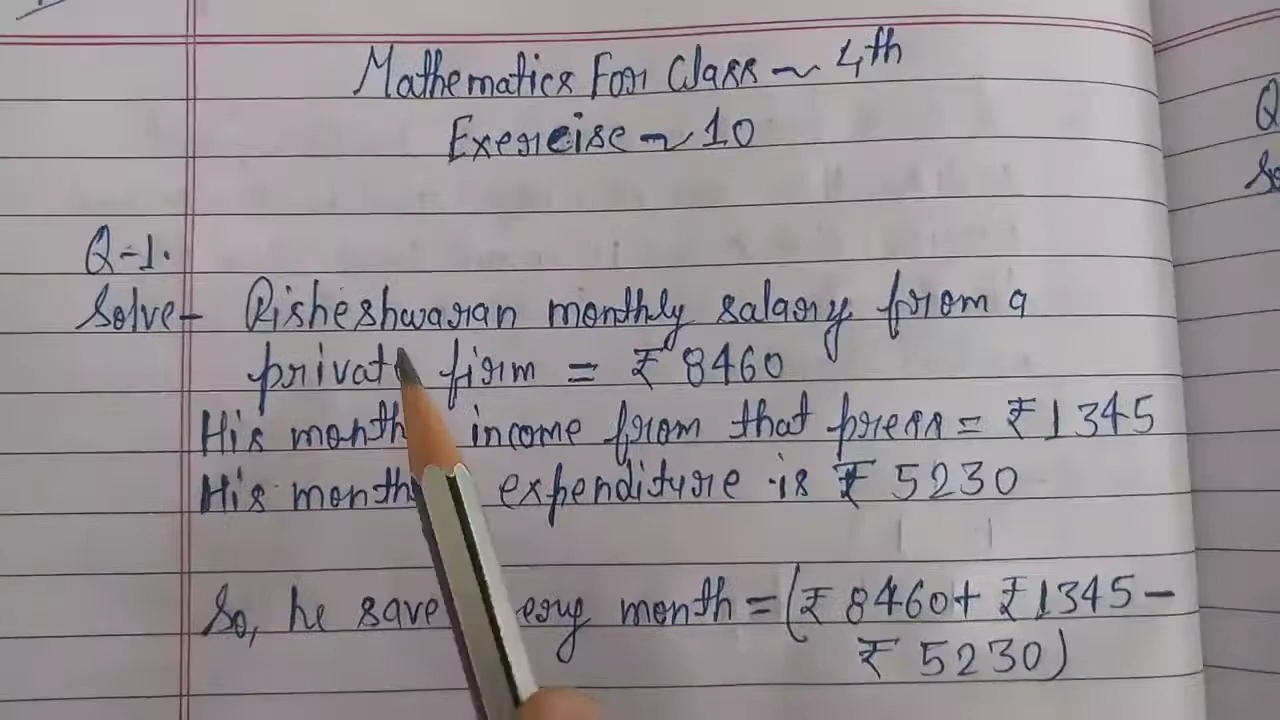 Mathematics For Class ~ 4th
Exercise ~ 10
Q-1.
Solve- Risheshwaran monthly salary from a
private firm = ₹ 8460
His month income from that press = ₹ 1345
His month expenditure is ₹ 5230
So, he save every month = (₹ 8460 + ₹ 1345 -
₹ 5230)
Q
So